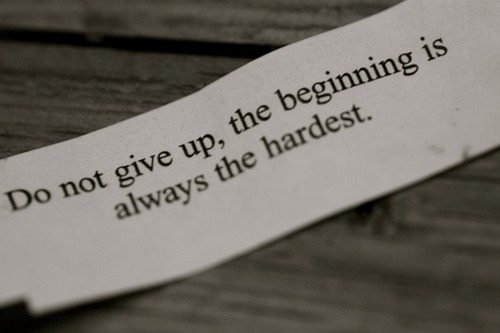 Do not give up, the beginning is
always the hardest.